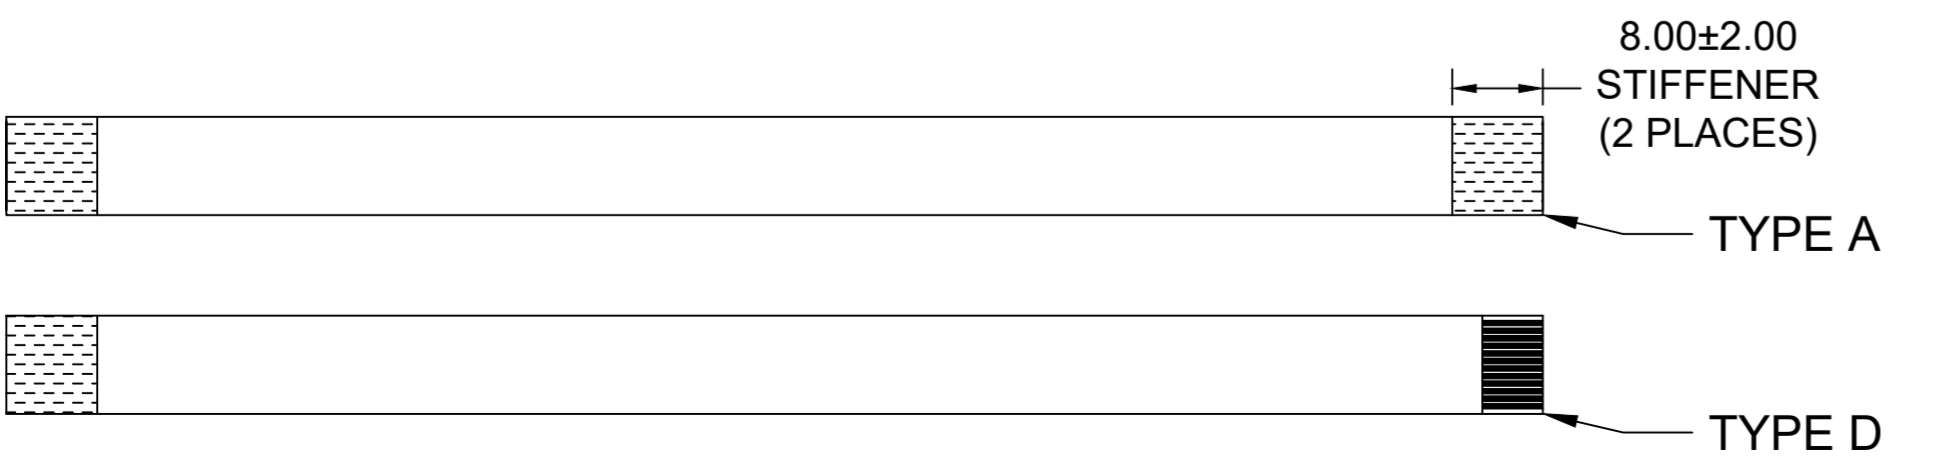 8.00±2.00
STIFFENER
(2 PLACES)
TYPE A
TYPE D